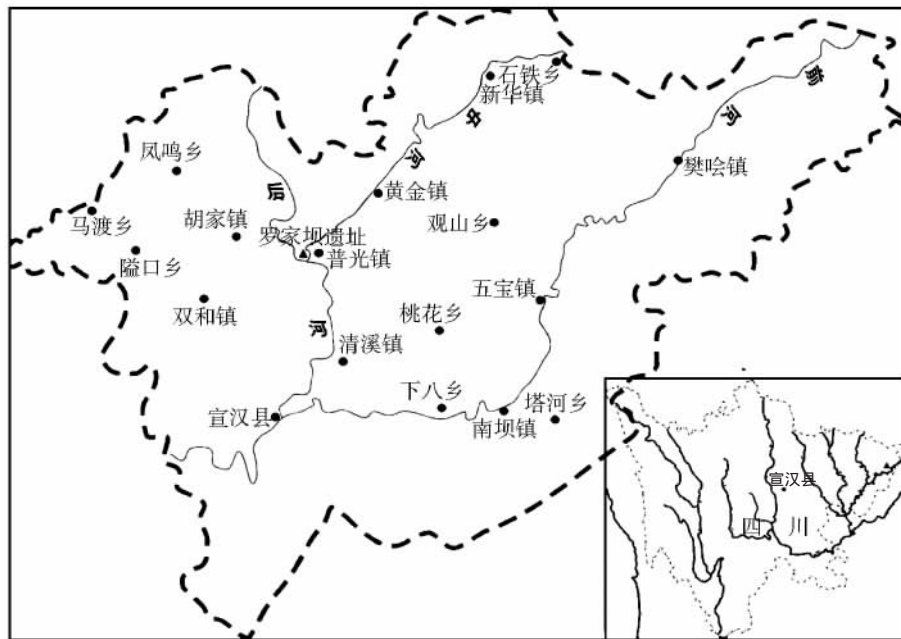 石铁乡
新华镇
前
河
中
河
凤鸣乡
樊哙镇
后
黄金镇
马渡乡
胡家镇
观山乡
罗家坝遗址
普光镇
隘口乡
五宝镇
双和镇
桃花乡
河
清溪镇
下八乡
塔河乡
宣汉县
南坝镇
宣汉县
四川